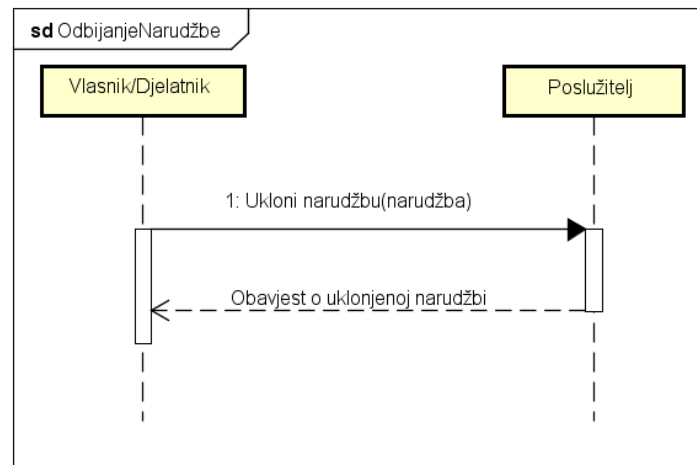 sd OdbijanjeNarudžbe
Vlasnik/Djelatnik
Poslužitelj
1: Ukloni narudžbu(narudžba)
Obavjest o uklonjenoj narudžbi